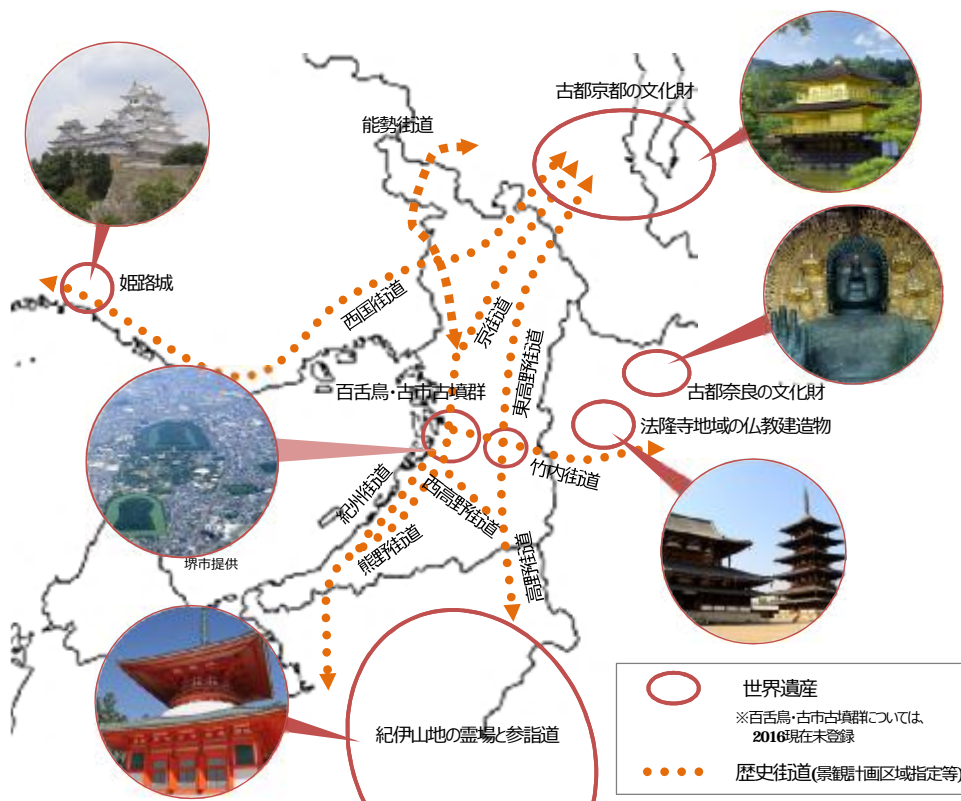 古都京都の文化財
能勢街道
姫路城
西国街道
京街道
東高野街道
百舌鳥・古市古墳群
古都奈良の文化財
法隆寺地域の仏教建造物
竹内街道
紀州街道
西高野街道
熊野街道
高野街道
堺市提供
紀伊山地の霊場と参詣道
世界遺産
※百舌鳥・古市古墳群については、
2016現在未登録
歴史街道(景観計画区域指定等)